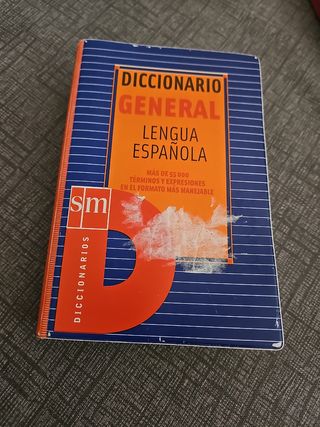 DICCIONARIO
GENERAL
LENGUA
ESPAÑOLA
MÁS DE 55 000
TÉRMINOS Y EXPRESIONES
EN EL FORMATO MÁS MANEJABLE
sm
DICCIONARIOS